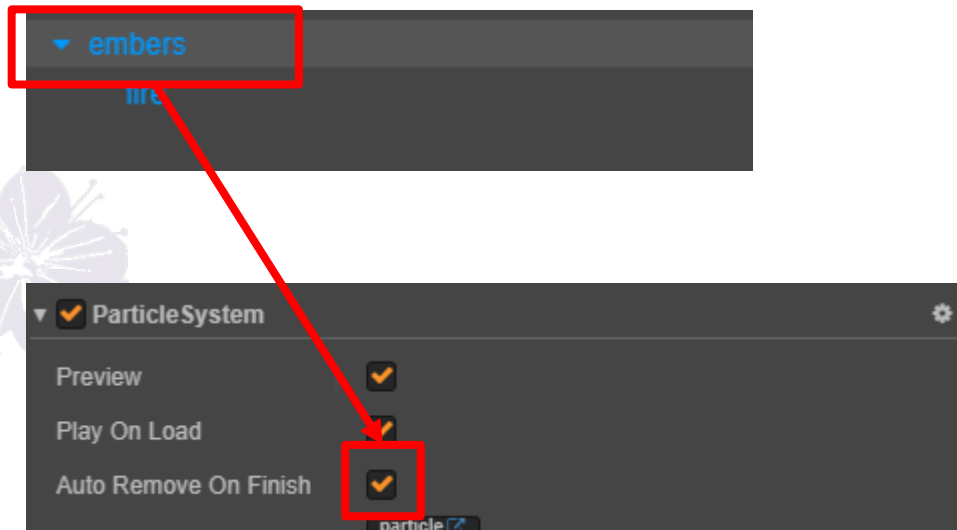 embers
fire
ParticleSystem
Preview
Play On Load
Auto Remove On Finish
particle